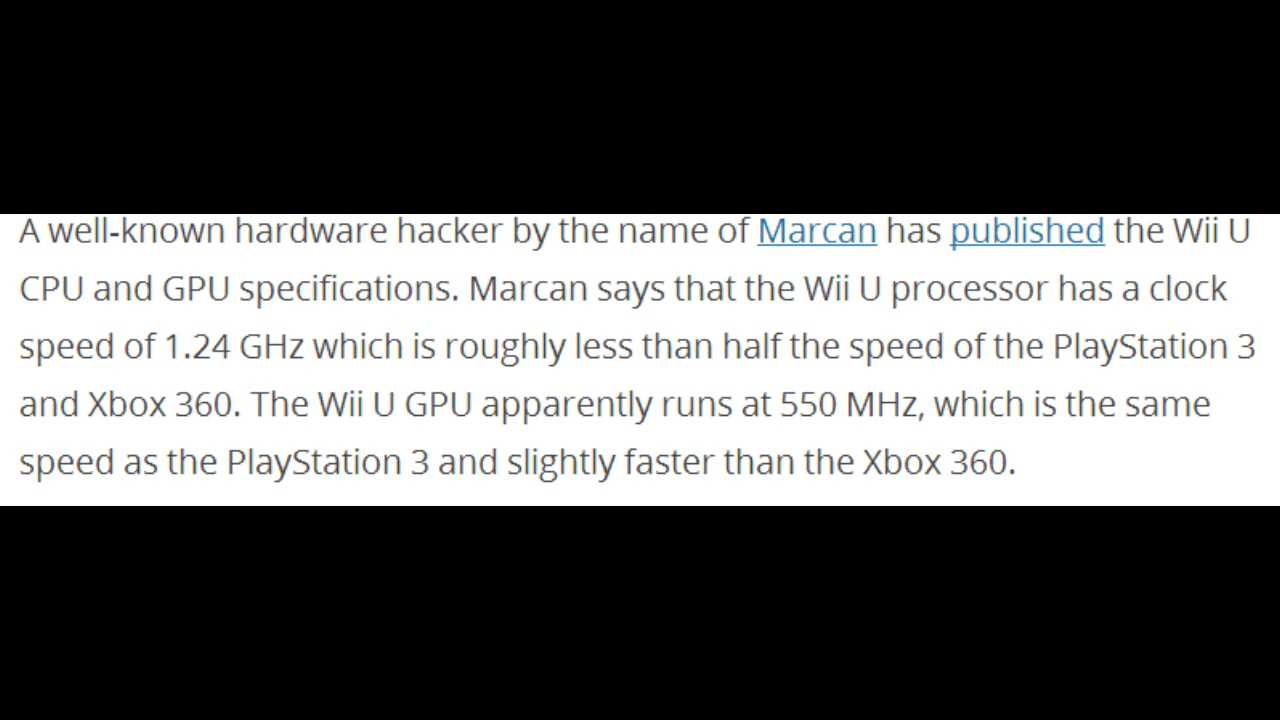 A well-known hardware hacker by the name of Marcan has published the Wii U
CPU and GPU specifications. Marcan says that the Wii U processor has a clock
speed of 1.24 GHz which is roughly less than half the speed of the PlayStation 3
and Xbox 360. The Wii U GPU apparently runs at 550 MHz, which is the same
speed as the PlayStation 3 and slightly faster than the Xbox 360.